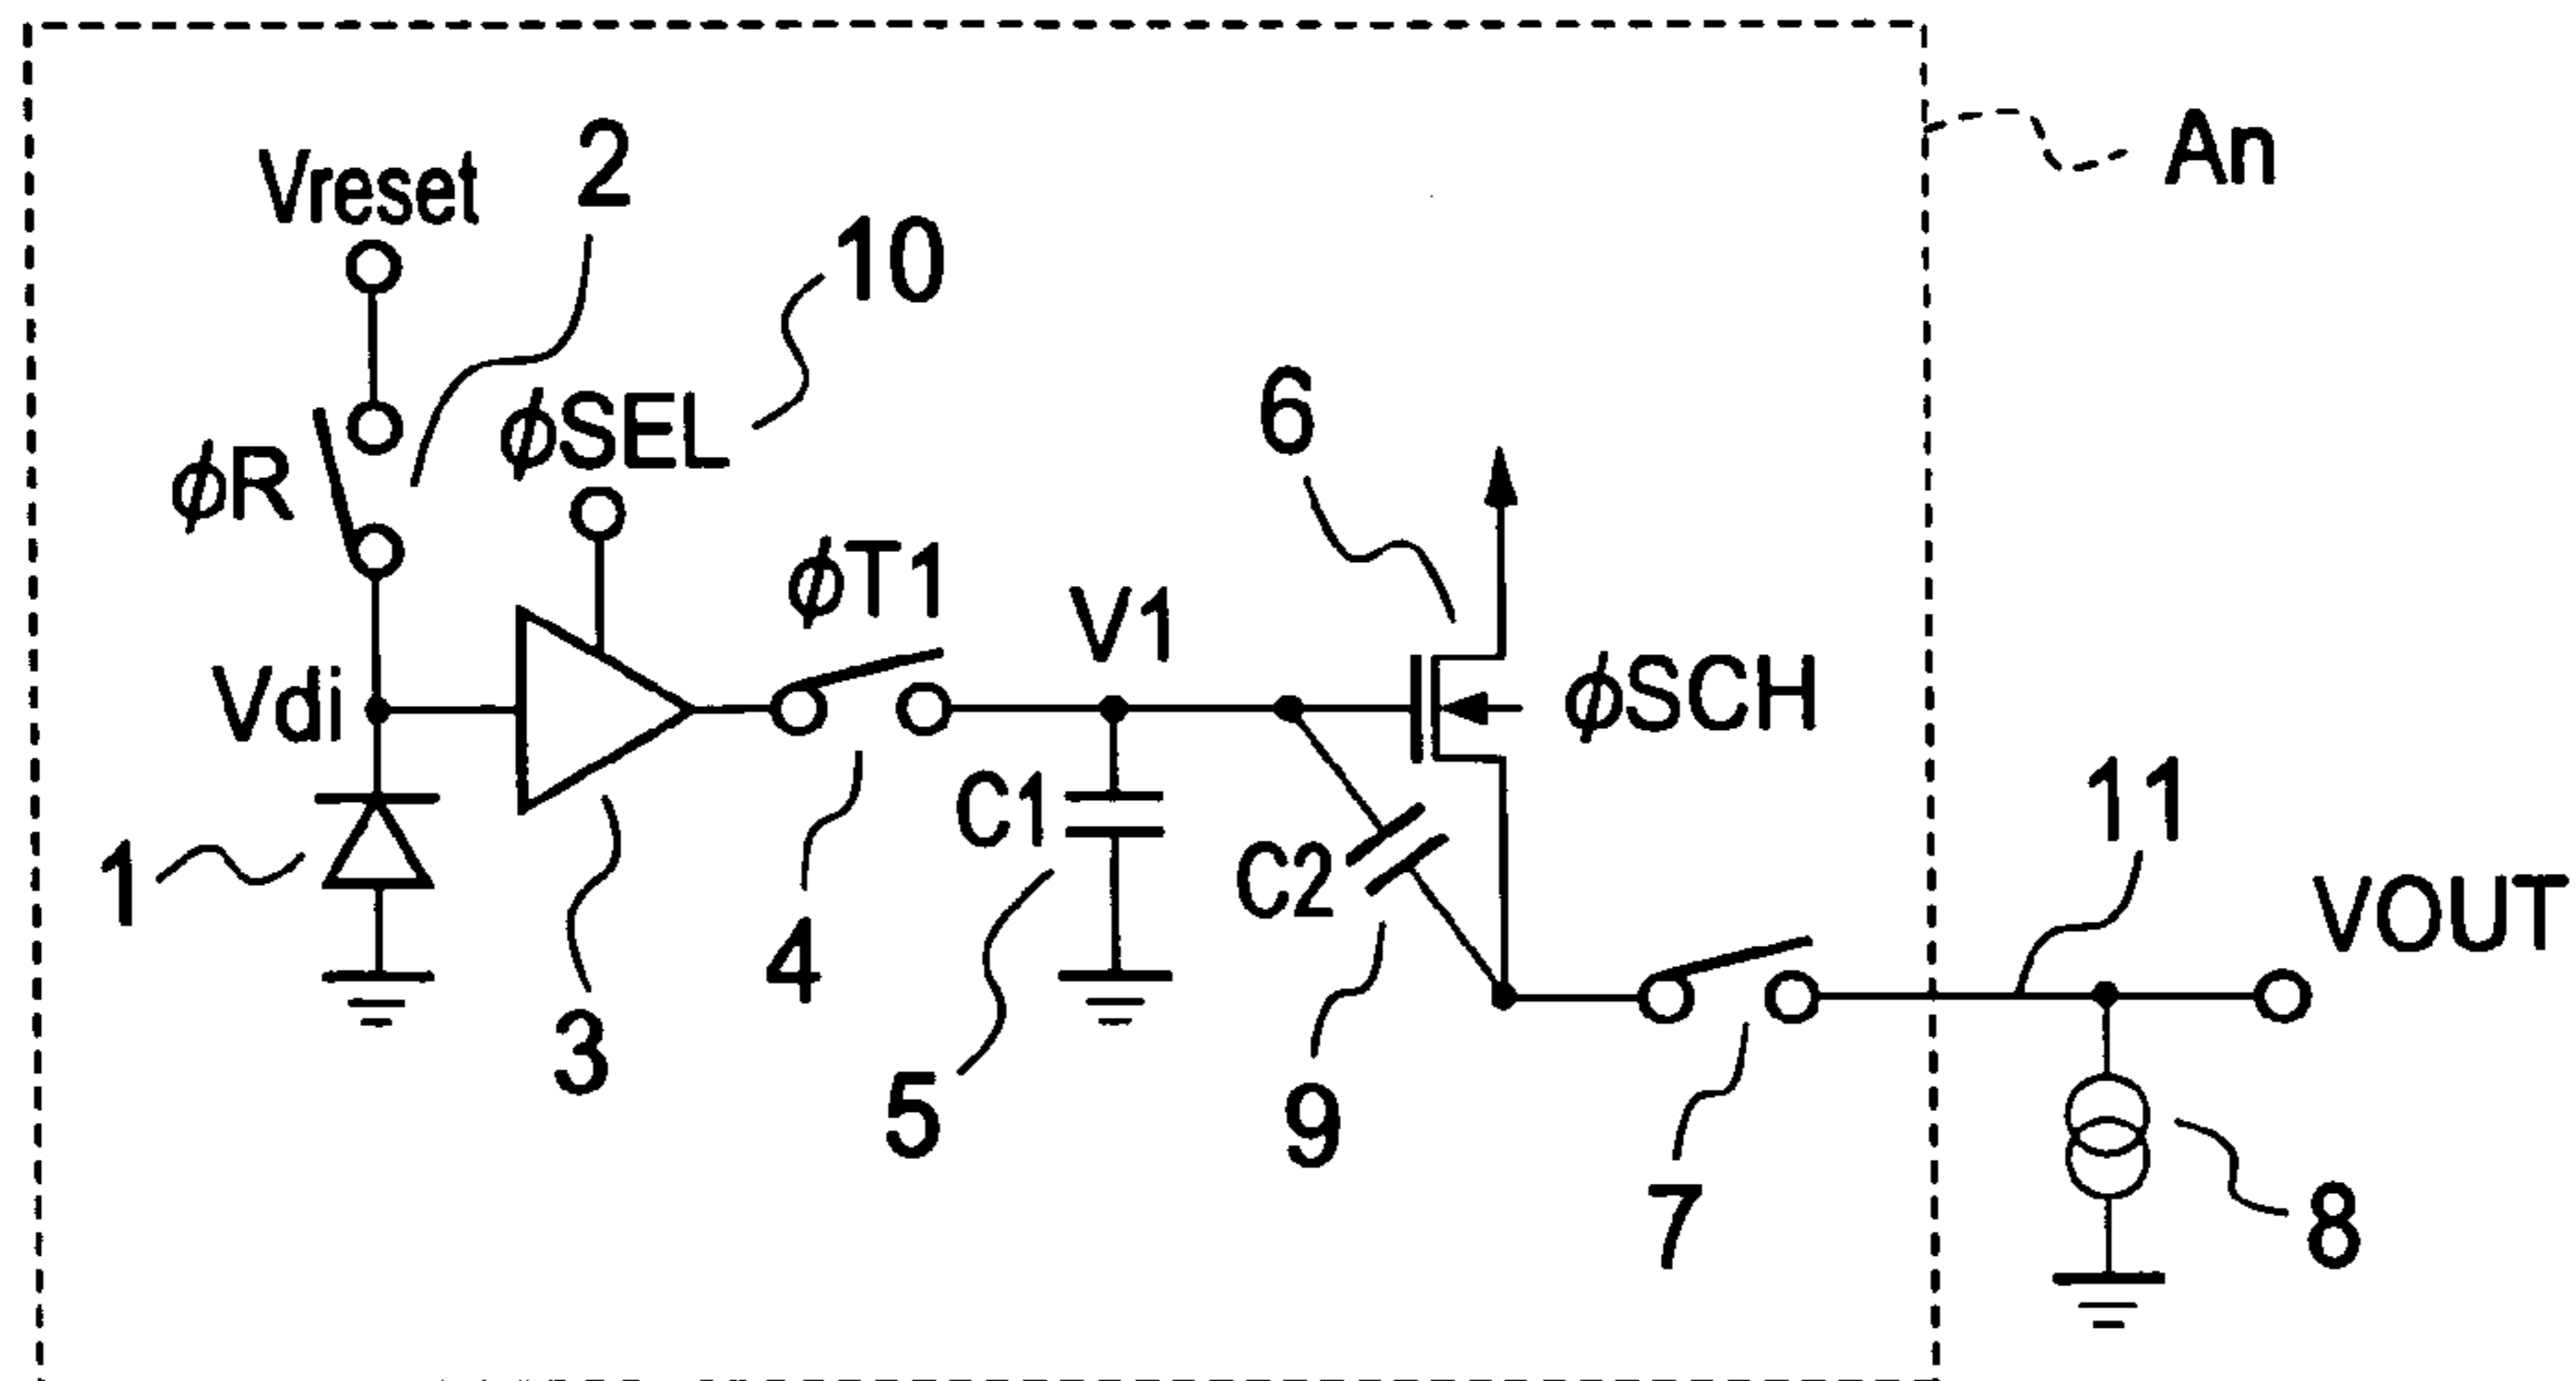 An
2
Vreset
10
6
ϕSEL
ϕR
ϕT1
V1
Vdi
ϕSCH
11
C1
1
C2
VOUT
4
3
5
9
7
8